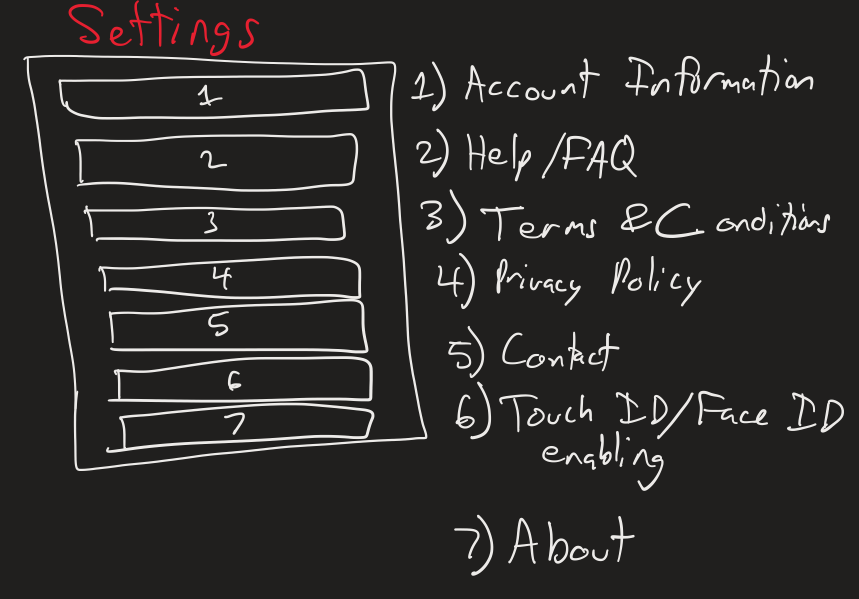 Settings
1
2
3
4
5
6
7
1) Account Information
2) Help/FAQ
3) Terms & Conditions
4) Privacy Policy
5) Contact
6) Touch ID/Face ID
enabling
7) About